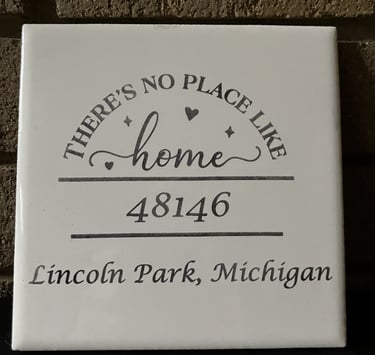 THERE'S NO PLACE LIKE
home
48146
Lincoln Park, Michigan